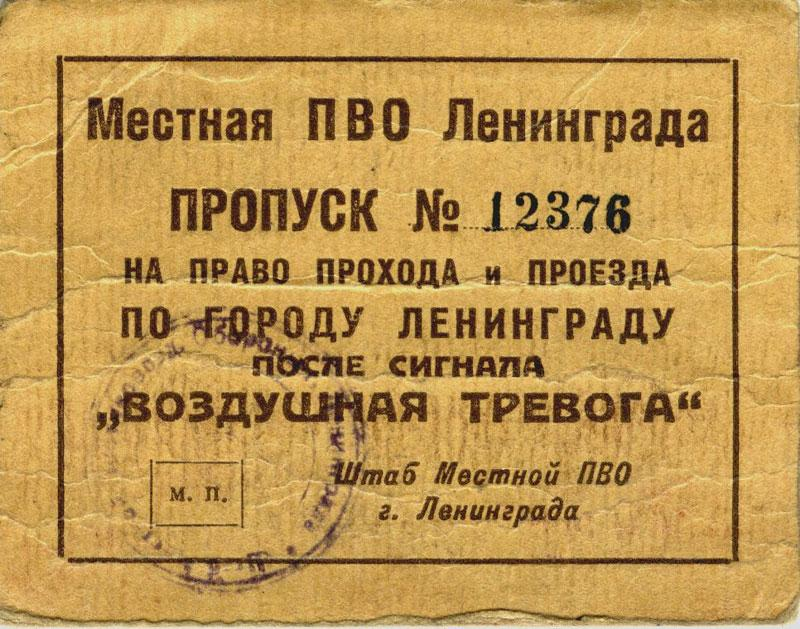 Местная ПВО Ленинграда
ПРОПУСК № 12376
НА ПРАВО ПРОХОДА и ПРОЕЗДА
ПО ГОРОДУ ЛЕНИНГРАДУ
ПОСЛЕ СИГНАЛА
„ВОЗДУШНАЯ ТРЕВОГА“
м. п.
Штаб Местной ПВО
г. Ленинграда